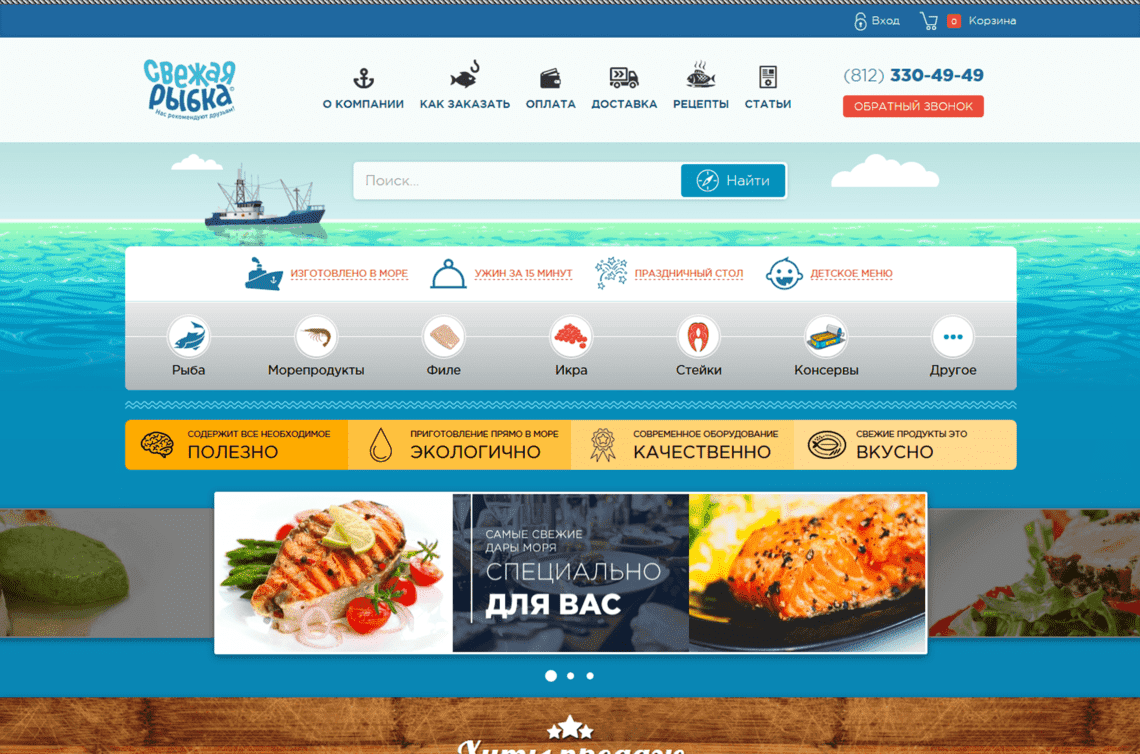 Вход
0
Корзина
СВЕЖАЯ
РЫБКА
Нас рекомендуют друзьям!
О КОМПАНИИ
КАК ЗАКАЗАТЬ
ОПЛАТА
ДОСТАВКА
РЕЦЕПТЫ
СТАТЬИ
(812) 330-49-49
ОБРАТНЫЙ ЗВОНОК
Поиск...
Найти
ИЗГОТОВЛЕНО В МОРЕ
УЖИН ЗА 15 МИНУТ
ПРАЗДНИЧНЫЙ СТОЛ
ДЕТСКОЕ МЕНЮ
Рыба
Морепродукты
Филе
Икра
Стейки
Консервы
Другое
СОДЕРЖИТ ВСЕ НЕОБХОДИМОЕ
ПОЛЕЗНО
ПРИГОТОВЛЕНИЕ ПРЯМО В МОРЕ
ЭКОЛОГИЧНО
СОВРЕМЕННОЕ ОБОРУДОВАНИЕ
КАЧЕСТВЕННО
СВЕЖИЕ ПРОДУКТЫ ЭТО
ВКУСНО
САМЫЕ СВЕЖИЕ
ДАРЫ МОРЯ
СПЕЦИАЛЬНО
ДЛЯ ВАС
Хиты продаж